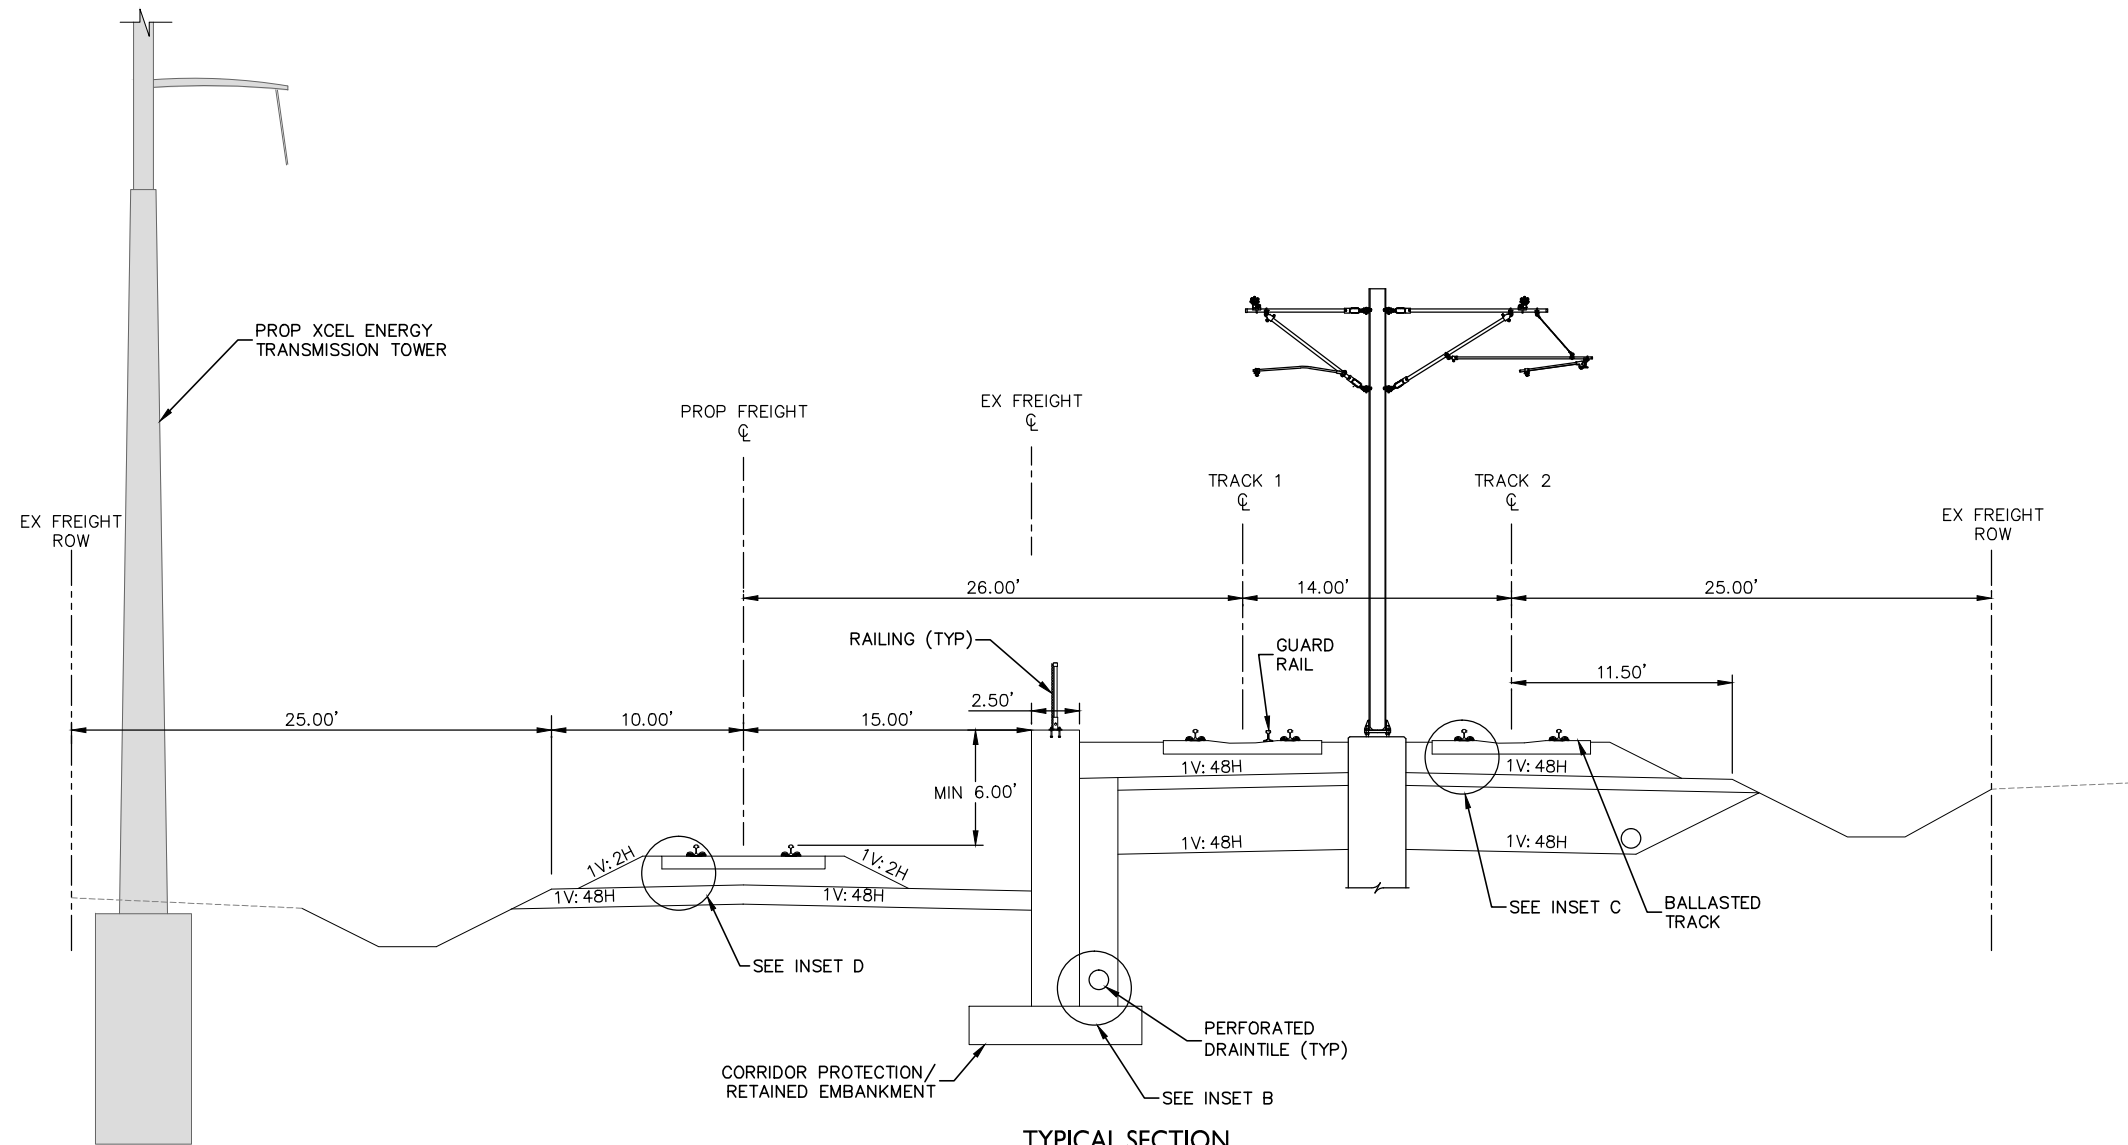 PROP XCEL ENERGY
TRANSMISSION TOWER
PROP FREIGHT
℄
EX FREIGHT
℄
TRACK 1
℄
TRACK 2
℄
EX FREIGHT
ROW
EX FREIGHT
ROW
26.00'
14.00'
25.00'
RAILING (TYP)
GUARD
RAIL
11.50'
2.50'
25.00'
10.00'
15.00'
MIN 6.00'
1V: 48H
1V: 48H
1V: 48H
1V: 48H
1V: 2H
1V: 2H
1V: 48H
1V: 48H
SEE INSET C
BALLASTED
TRACK
SEE INSET D
PERFORATED
DRAINTILE (TYP)
CORRIDOR PROTECTION/
RETAINED EMBANKMENT
SEE INSET B
TYPICAL SECTION